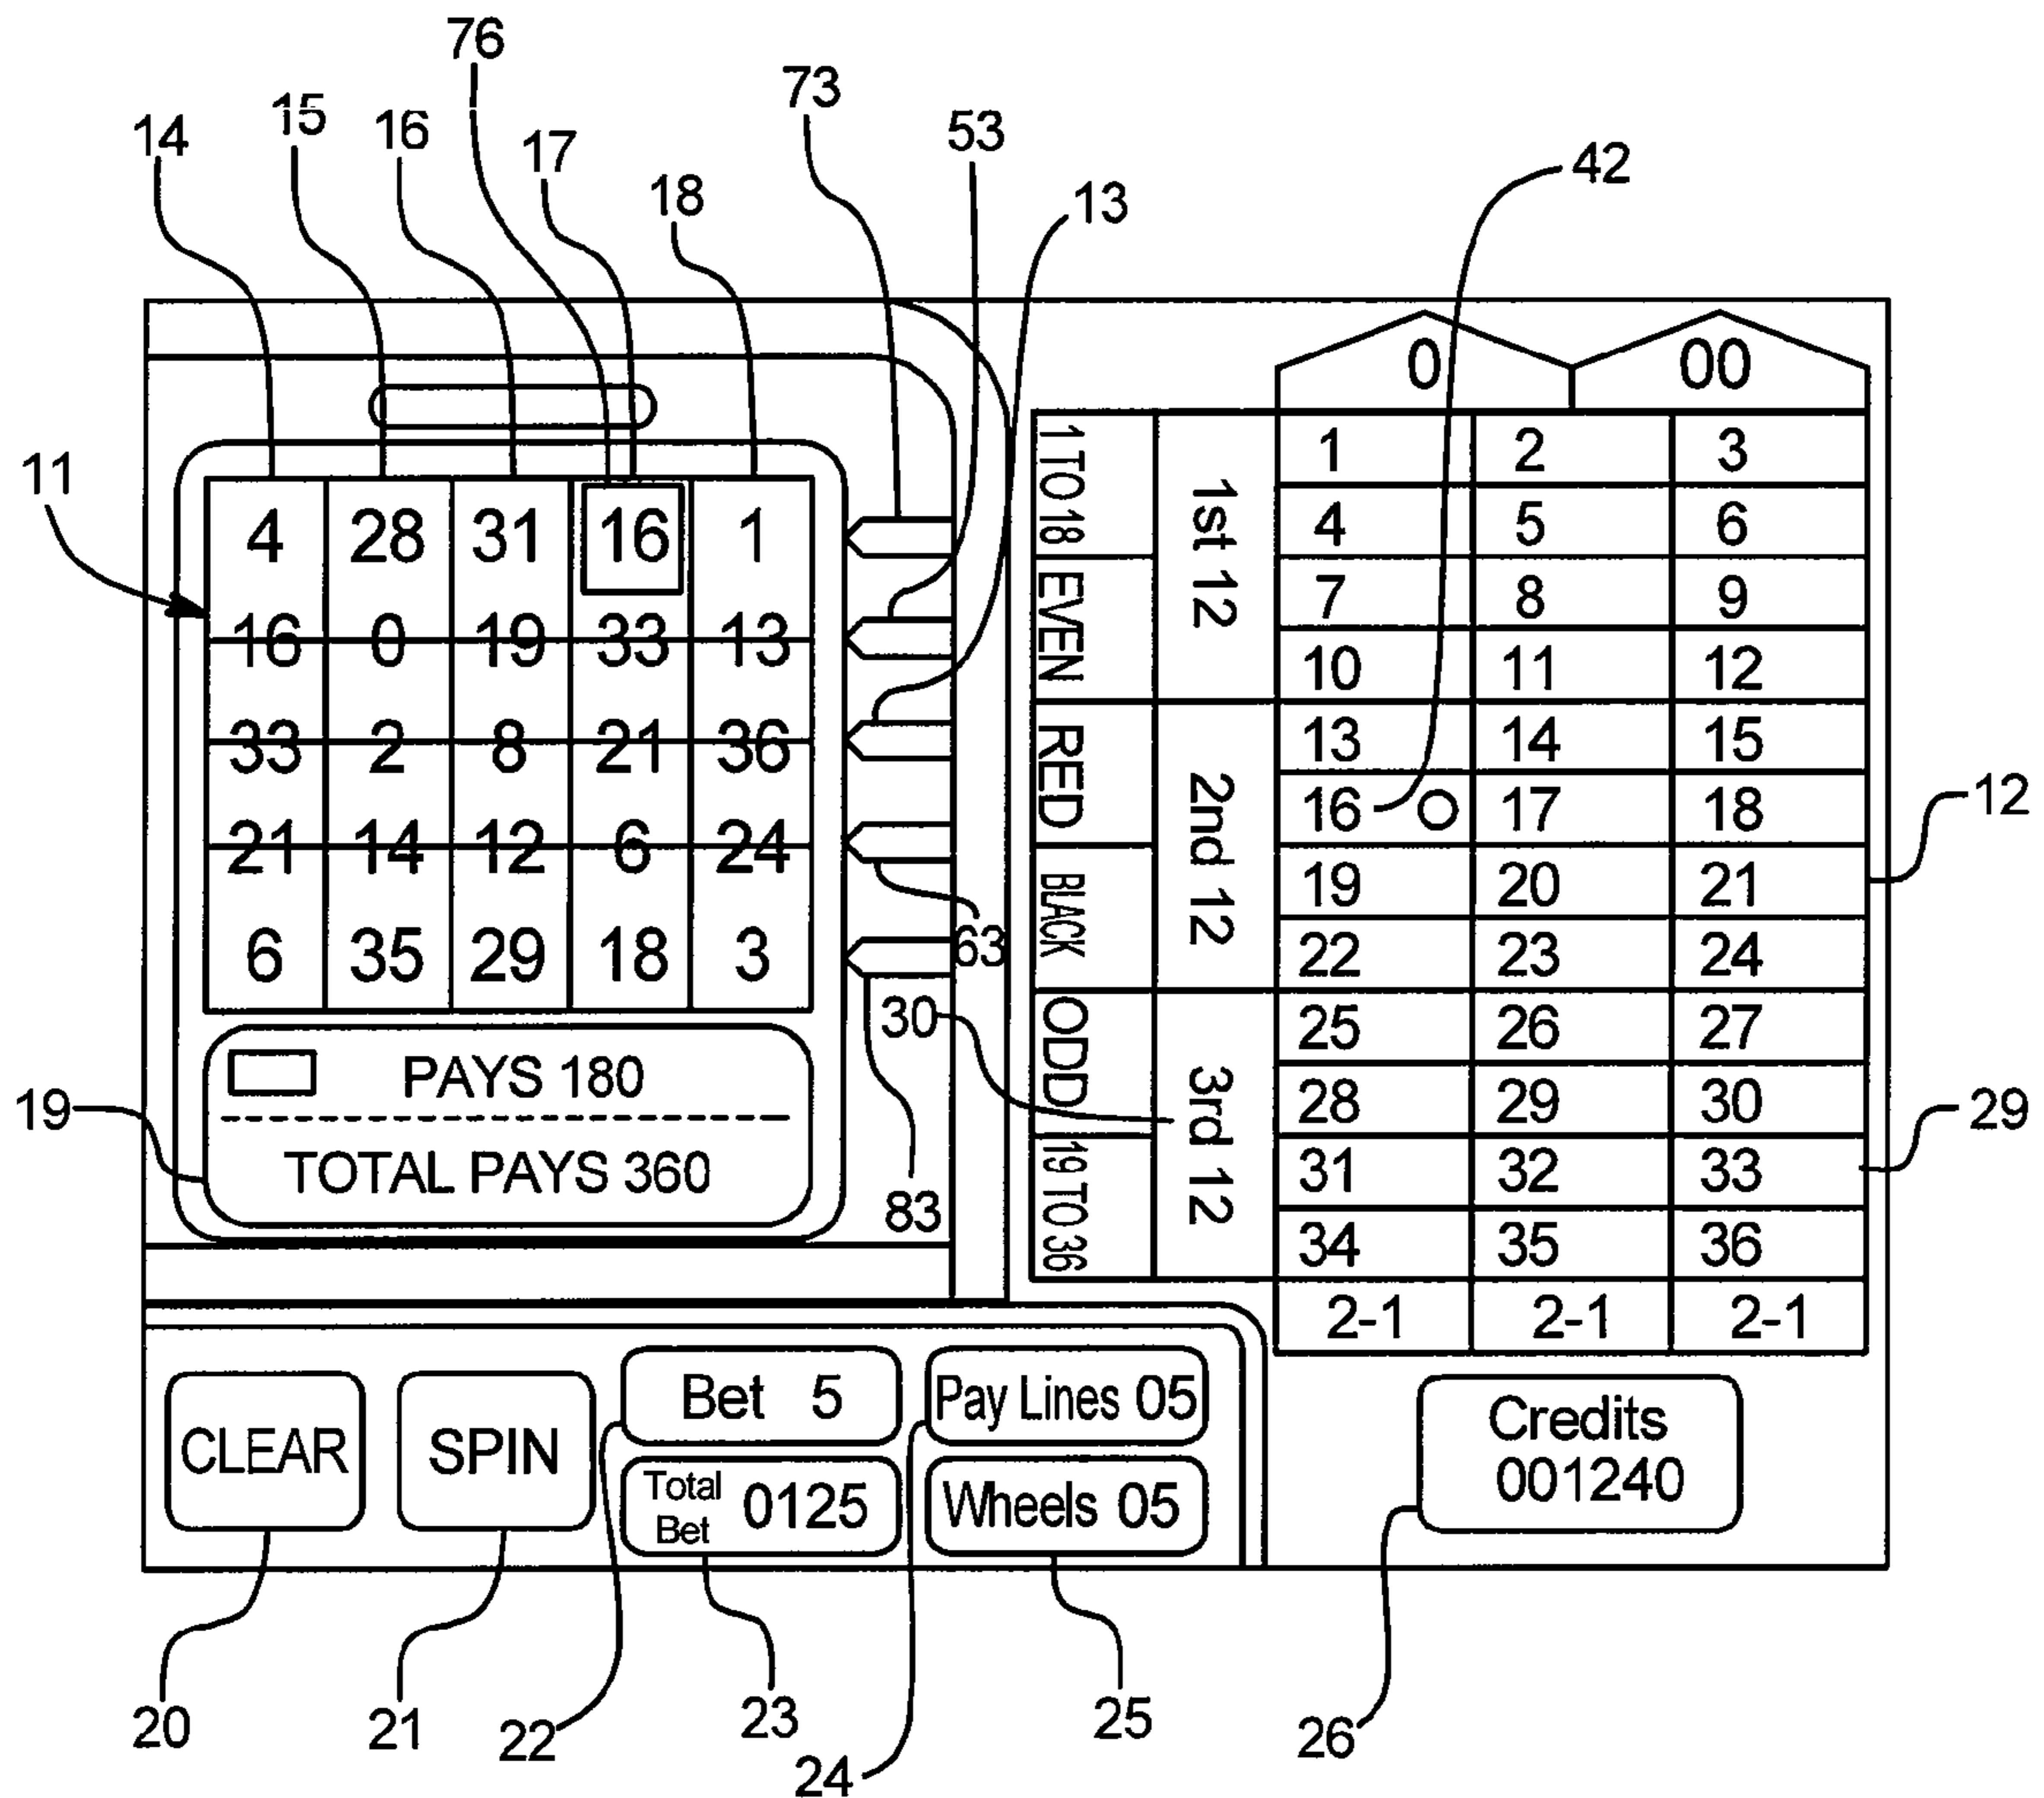 76
73
15
14
16
53
17
42
18
13
0 00
11
4 28 31 16 1
16 0 19 33 13
33 2 8 21 36
21 14 12 6 24
6 35 29 18 3
63
30
PAYS 180
TOTAL PAYS 360
19
83
1 TO 18
EVEN
RED
BLACK
ODD
19 TO 36
1st 12
2nd 12
3rd 12
1 2 3
4 5 6
7 8 9
10 11 12
13 14 15
16 17 18
19 20 21
22 23 24
25 26 27
28 29 30
31 32 33
34 35 36
2-1 2-1 2-1
12
29
CLEAR
SPIN
Bet 5
Total
Bet
0125
Pay Lines 05
Wheels 05
Credits
001240
20
21
22
23
24
25
26